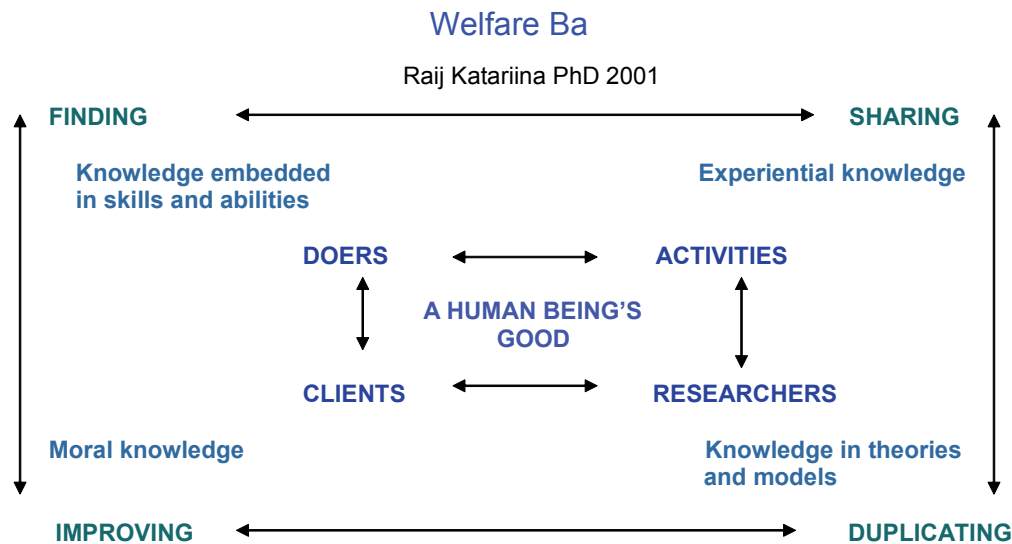 Welfare Ba
Raij Katariina PhD 2001
FINDING
SHARING
Knowledge embedded
in skills and abilities
Experiential knowledge
DOERS
ACTIVITIES
A HUMAN BEING'S
GOOD
CLIENTS
RESEARCHERS
Moral knowledge
Knowledge in theories
and models
IMPROVING
DUPLICATING